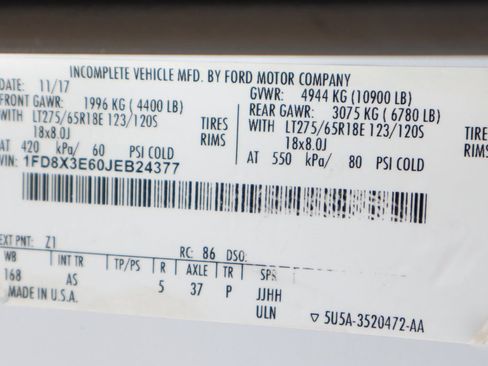 INCOMPLETE VEHICLE MFD. BY FORD MOTOR COMPANY
DATE: 11/17 GVWR: 4944 KG (10900 LB)
FRONT GAWR: 1996 KG ( 4400 LB) REAR GAWR: 3075 KG ( 6780 LB)
WITH LT275/65R18E 123/120S TIRES WITH LT275/65R18E 123/120S TIRES
18x8.0J RIMS 18x8.0J RIMS
AT 420 kPa/ 60 PSI COLD AT 550 kPa/ 80 PSI COLD
VIN: 1FD8X3E60JEB24377
EXT PNT: Z1 RC: 86 DSO:
WB INT TR TP/PS R AXLE TR SPR
168 AS 5 37 P JJHH
MADE IN U.S.A. ULN ▽ 5U5A-3520472-AA